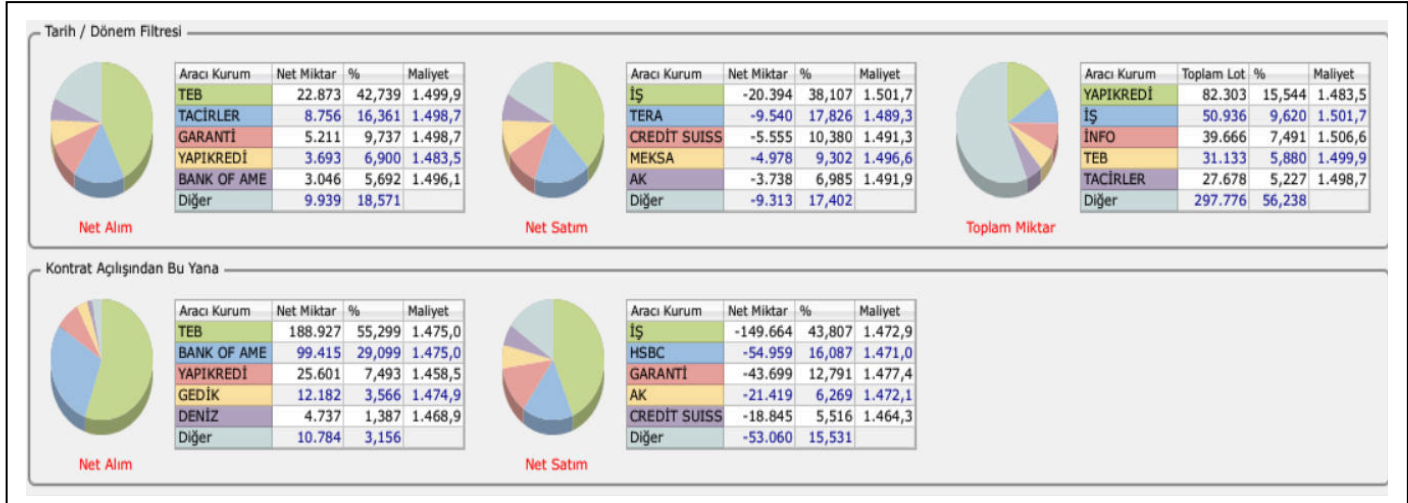 Tarih / Dönem Filtresi
Aracı Kurum Net Miktar % Maliyet
TEB 22.873 42,739 1.499,9
TACİRLER 8.756 16,361 1.498,7
GARANTİ 5.211 9,737 1.498,7
YAPIKREDİ 3.693 6,900 1.483,5
BANK OF AME 3.046 5,692 1.496,1
Diğer 9.939 18,571
Net Alım
Aracı Kurum Net Miktar % Maliyet
İŞ -20.394 38,107 1.501,7
TERA -9.540 17,826 1.489,3
CREDİT SUISS -5.555 10,380 1.491,3
MEKSA -4.978 9,302 1.496,6
AK -3.738 6,985 1.491,9
Diğer -9.313 17,402
Net Satım
Aracı Kurum Toplam Lot % Maliyet
YAPIKREDİ 82.303 15,544 1.483,5
İŞ 50.936 9,620 1.501,7
İNFO 39.666 7,491 1.506,6
TEB 31.133 5,880 1.499,9
TACİRLER 27.678 5,227 1.498,7
Diğer 297.776 56,238
Toplam Miktar
Kontrat Açılışından Bu Yana
Aracı Kurum Net Miktar % Maliyet
TEB 188.927 55,299 1.475,0
BANK OF AME 99.415 29,099 1.475,0
YAPIKREDİ 25.601 7,493 1.458,5
GEDİK 12.182 3,566 1.474,9
DENİZ 4.737 1,387 1.468,9
Diğer 10.784 3,156
Net Alım
Aracı Kurum Net Miktar % Maliyet
İŞ -149.664 43,807 1.472,9
HSBC -54.959 16,087 1.471,0
GARANTİ -43.699 12,791 1.477,4
AK -21.419 6,269 1.472,1
CREDİT SUISS -18.845 5,516 1.464,3
Diğer -53.060 15,531
Net Satım